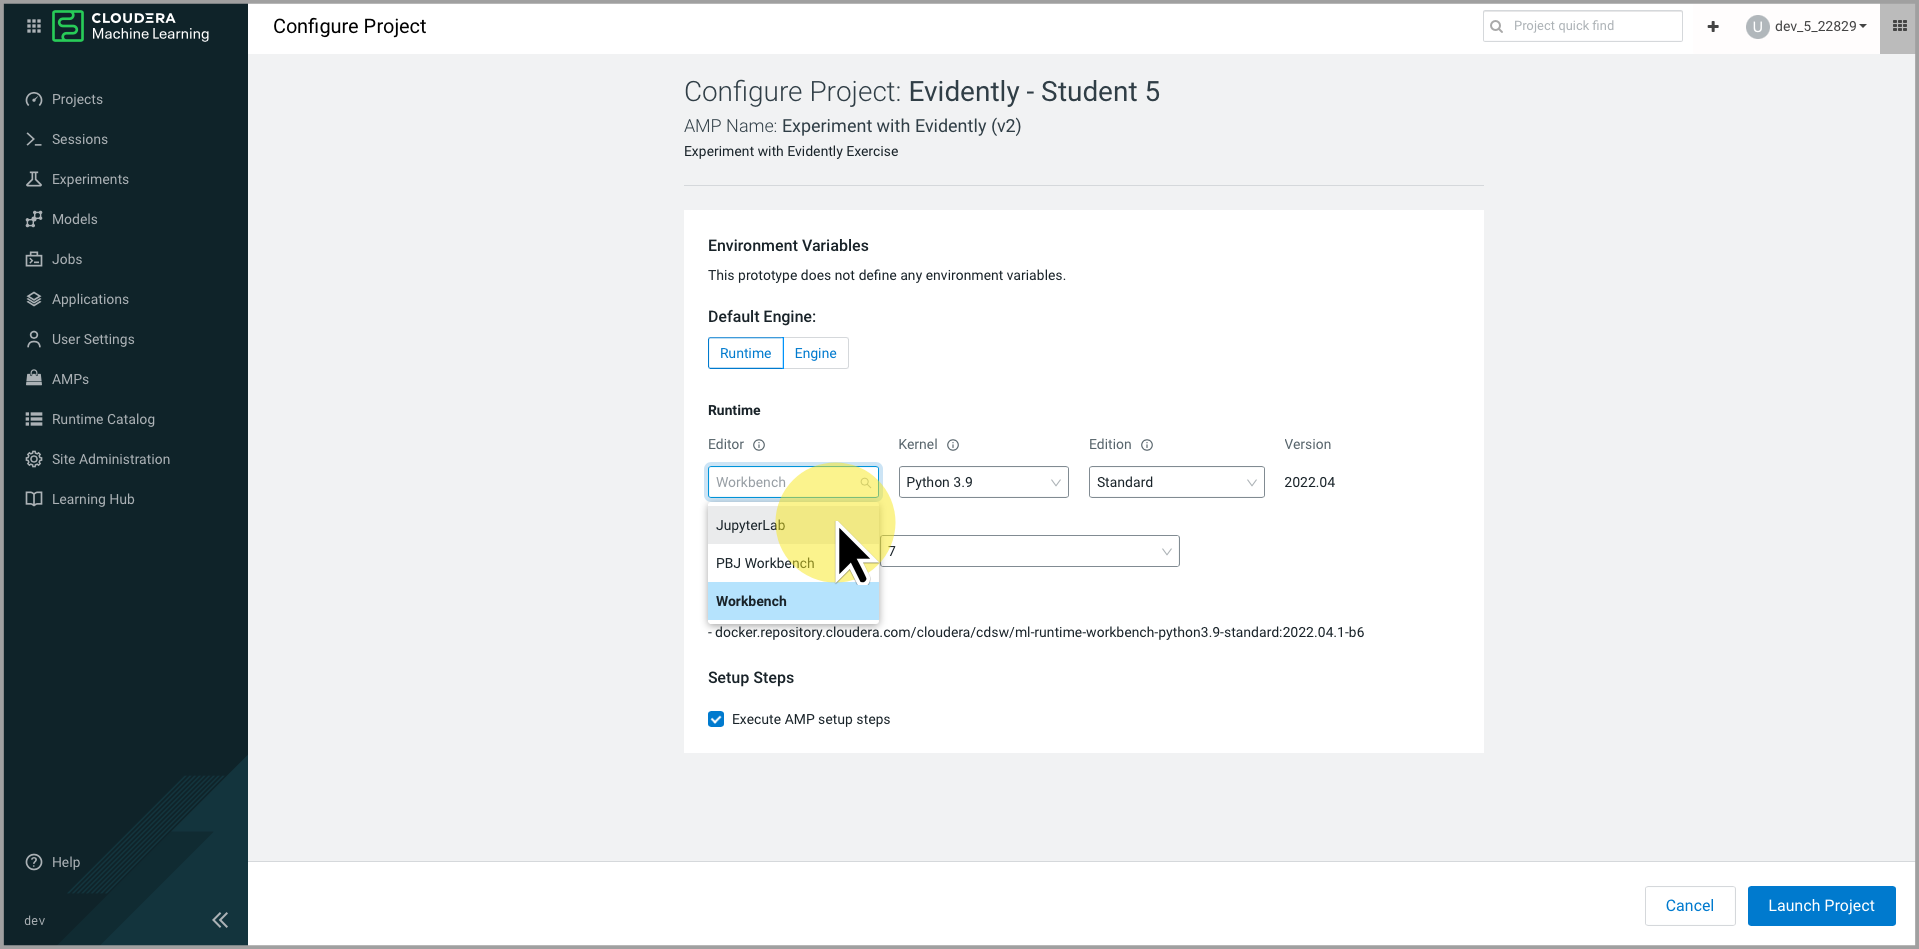 CLOUDERA
Machine Learning
Configure Project
Project quick find
U
dev_5_22829
Projects
Sessions
Experiments
Models
Jobs
Applications
User Settings
AMPs
Runtime Catalog
Site Administration
Learning Hub
Help
dev
Configure Project: Evidently - Student 5
AMP Name: Experiment with Evidently (v2)
Experiment with Evidently Exercise
Environment Variables
This prototype does not define any environment variables.
Default Engine:
Runtime Engine
Runtime
Editor Kernel Edition Version
Workbench Python 3.9 Standard 2022.04
JupyterLab
7
PBJ Workbench
Workbench
- docker.repository.cloudera.com/cloudera/cdsw/ml-runtime-workbench-python3.9-standard:2022.04.1-b6
Setup Steps
Execute AMP setup steps
Cancel Launch Project